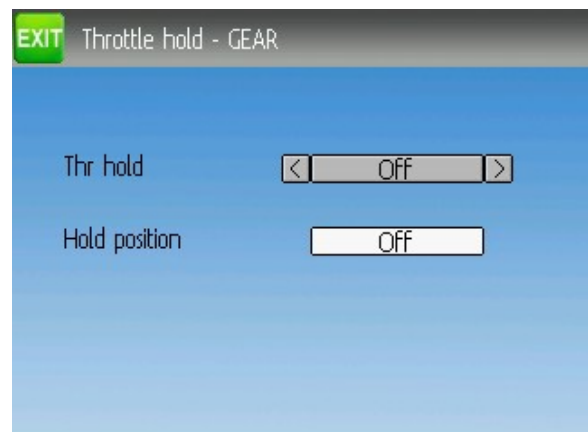 EXIT Throttle hold - GEAR
Thr hold < Off >
Hold position Off